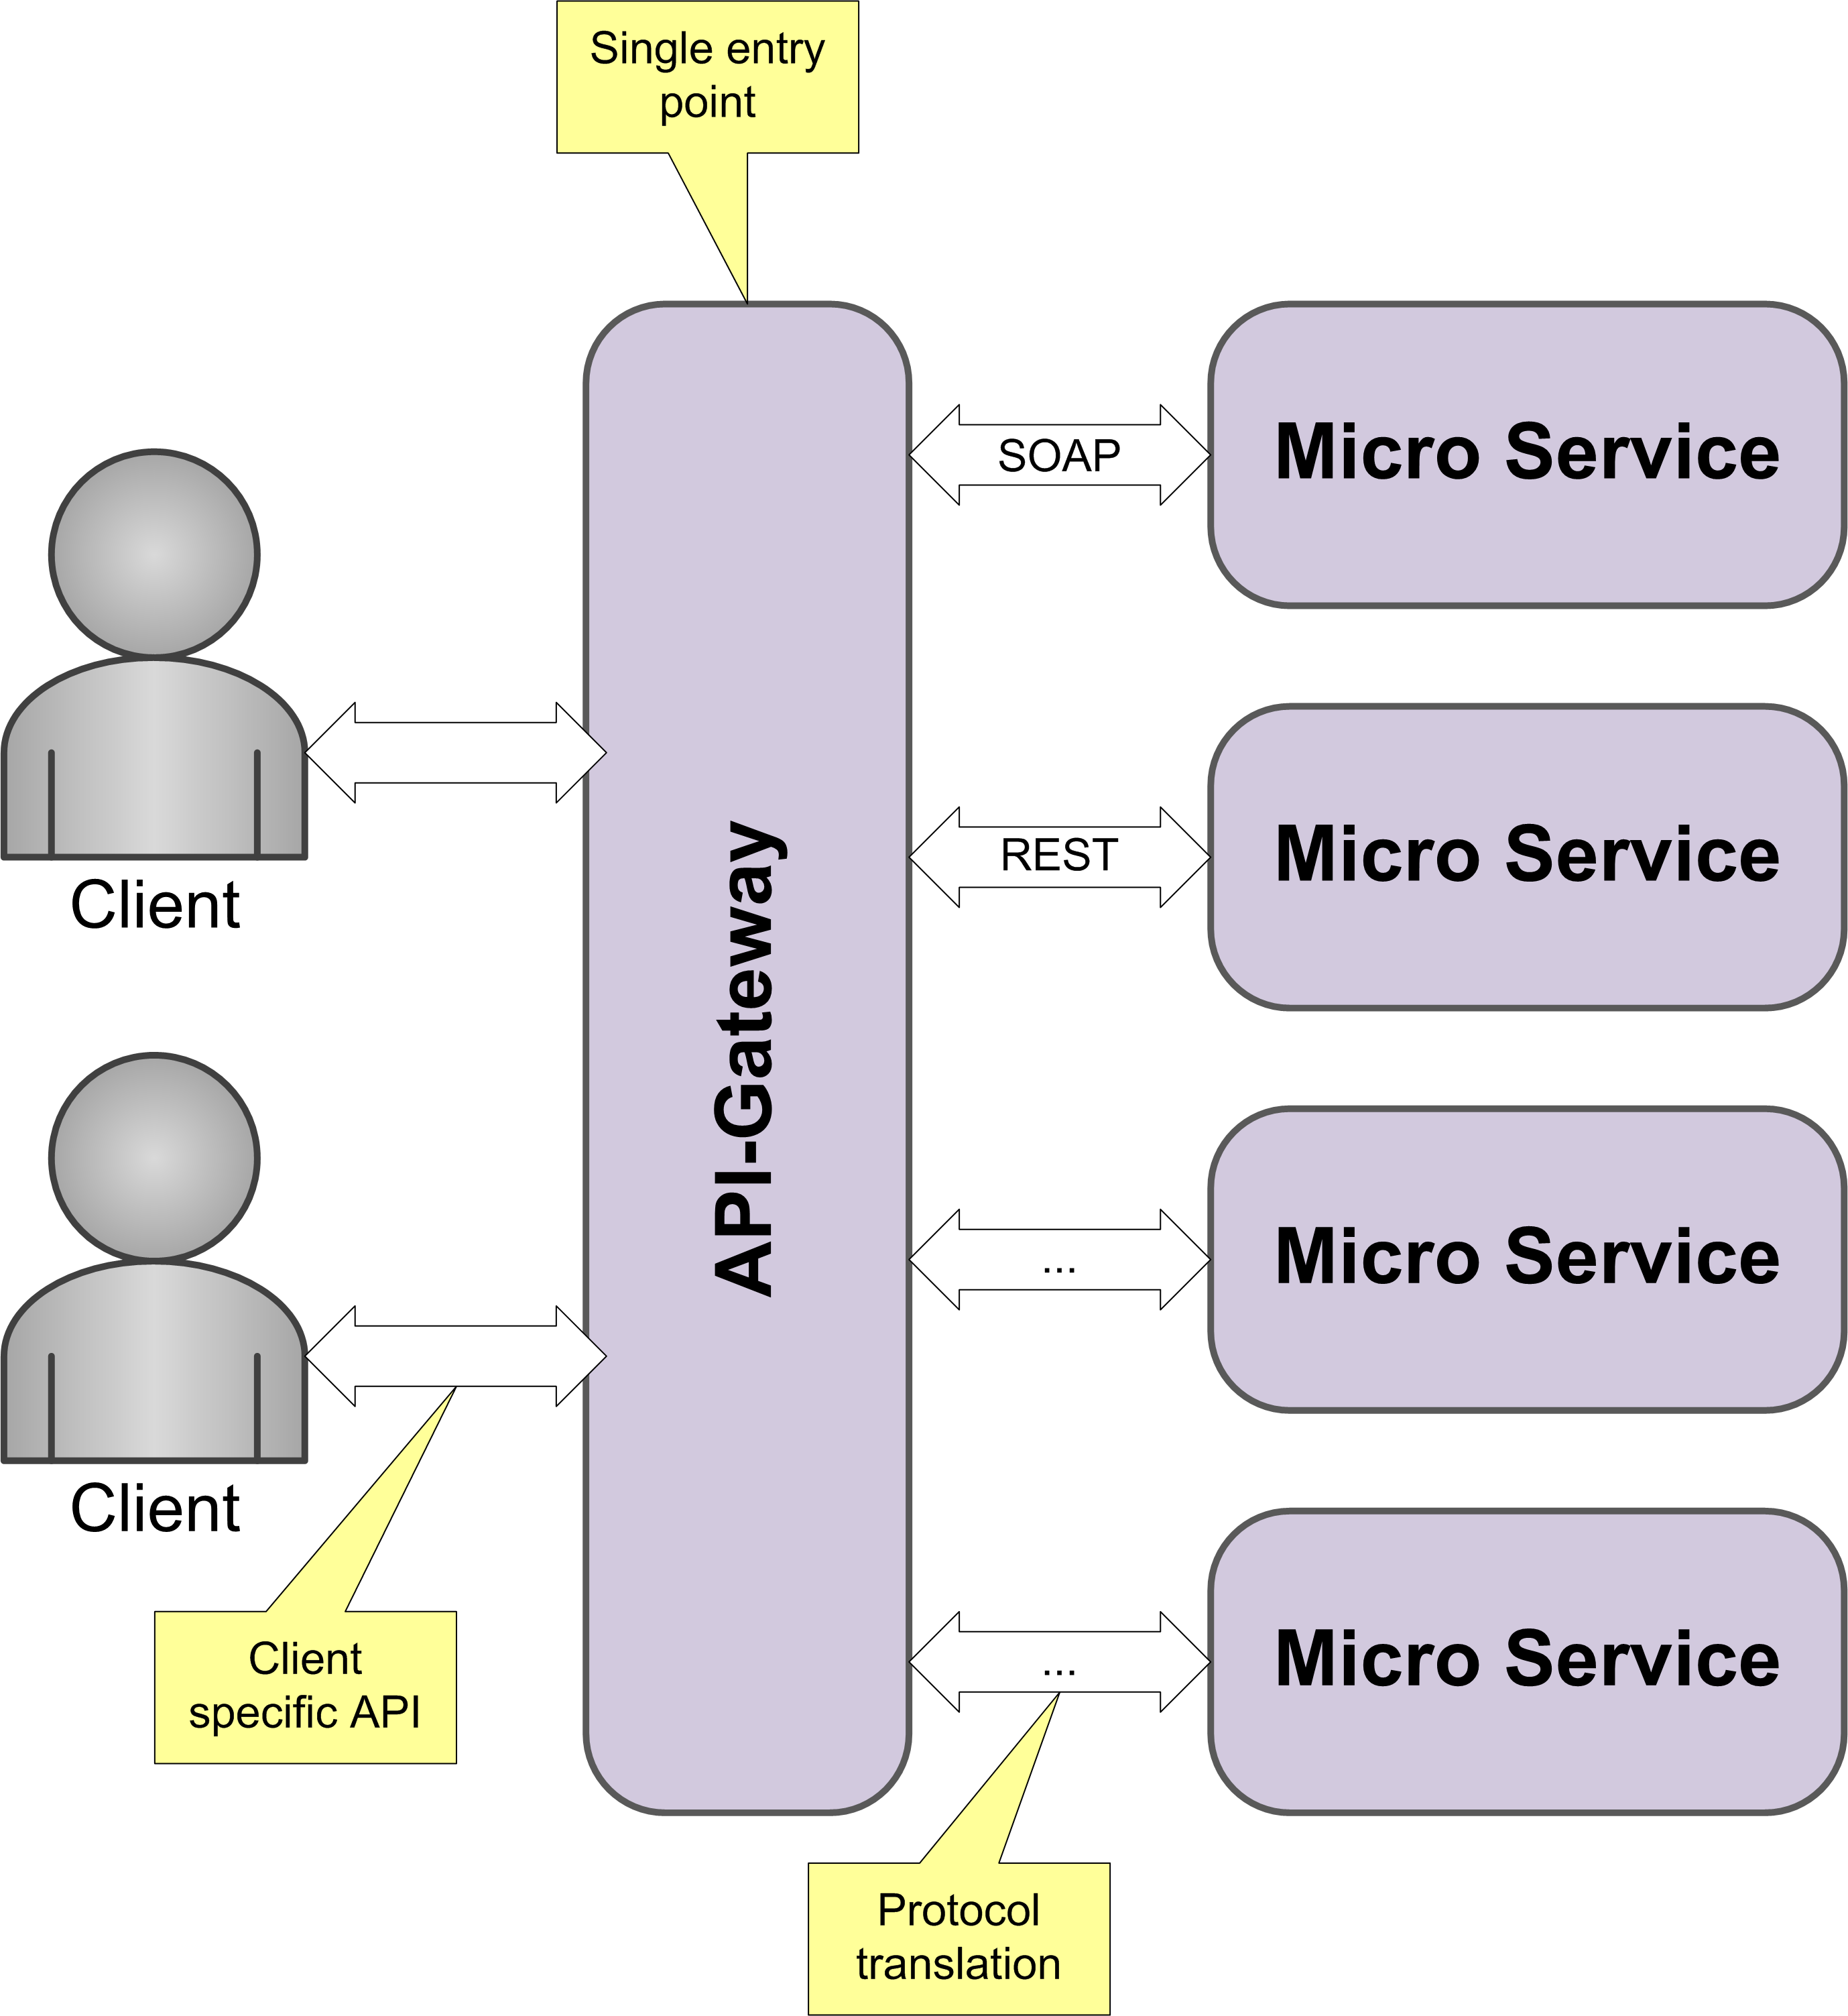 Single entry
point
SOAP
Micro Service
Client
REST
Micro Service
API-Gateway
Client
...
Micro Service
Client
specific API
...
Micro Service
Protocol
translation